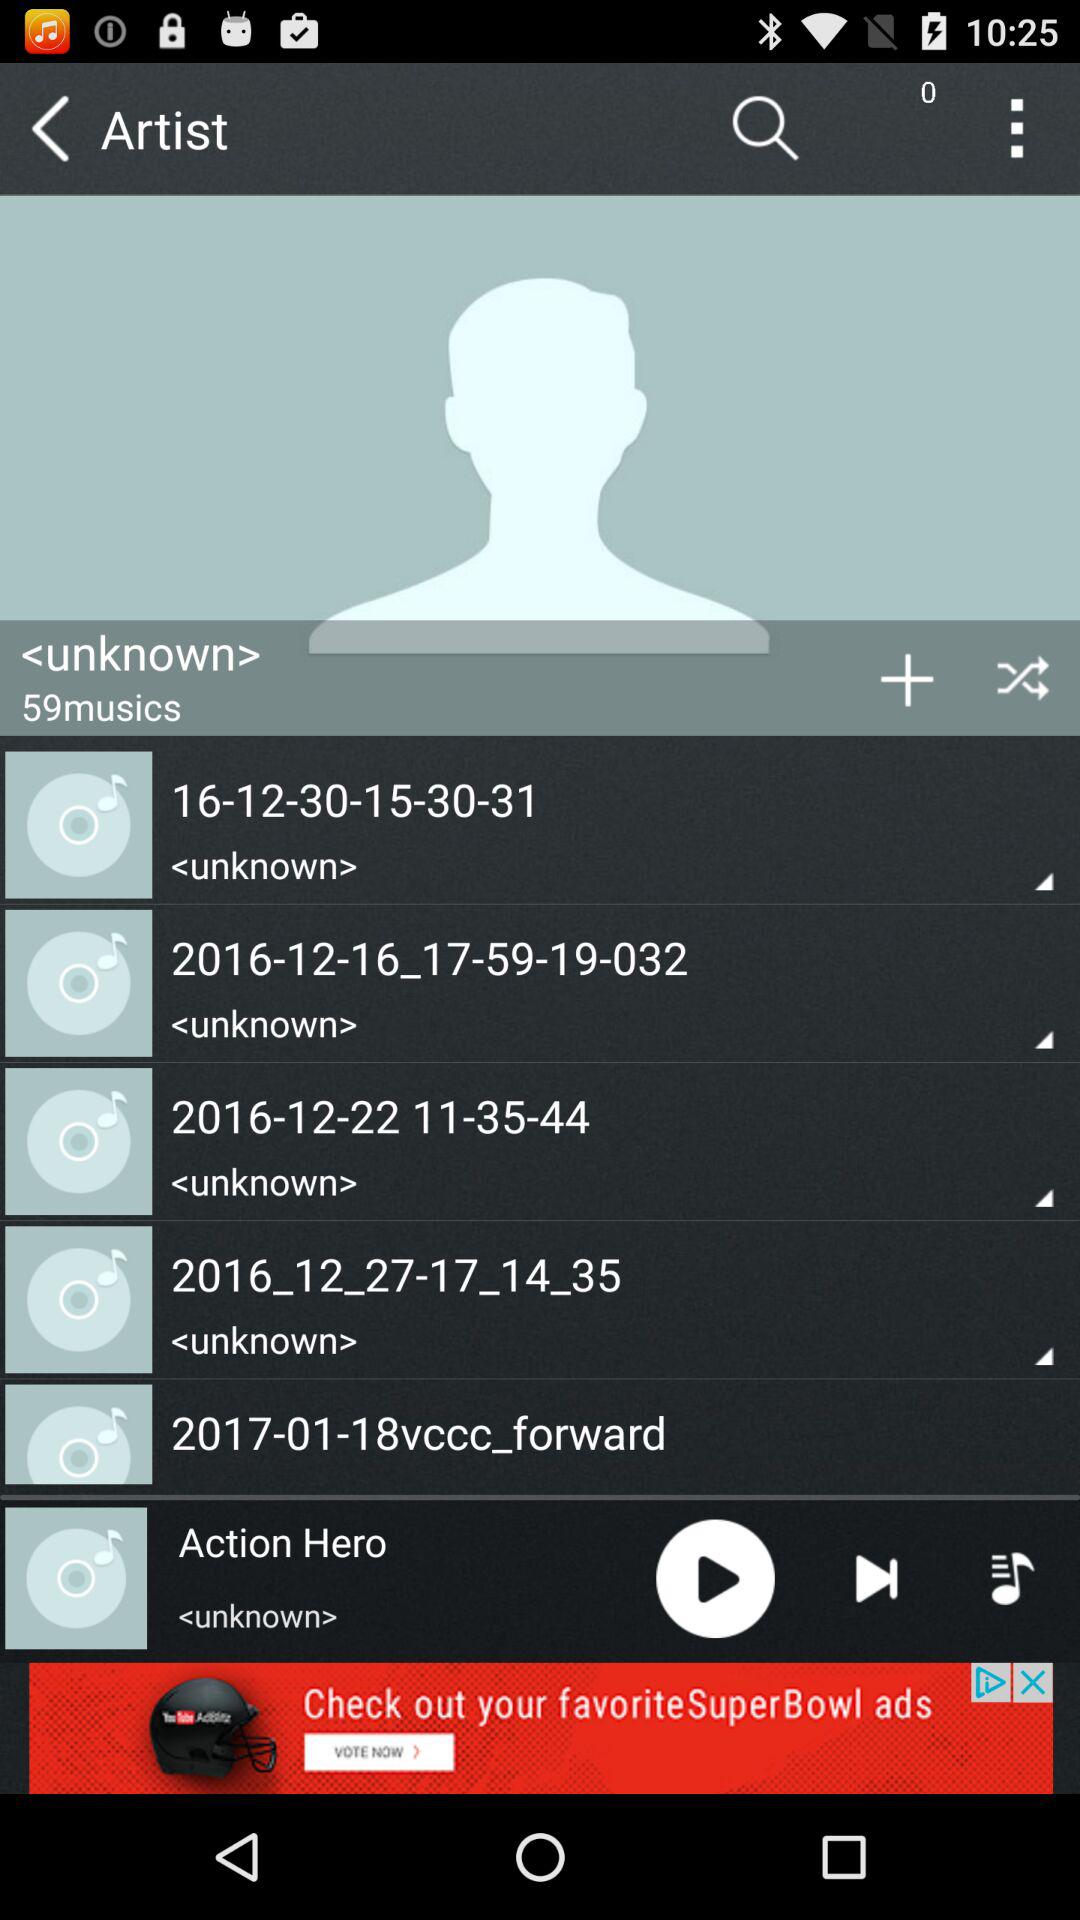 10:25
Artist
0
<unknown>
59musics
16-12-30-15-30-31
<unknown>
2016-12-16_17-59-19-032
<unknown>
2016-12-22 11-35-44
<unknown>
2016_12_27-17_14_35
<unknown>
2017-01-18vccc_forward
Action Hero
<unknown>
You Tube AdBlitz
Check out your favoriteSuperBowl ads
VOTE NOW